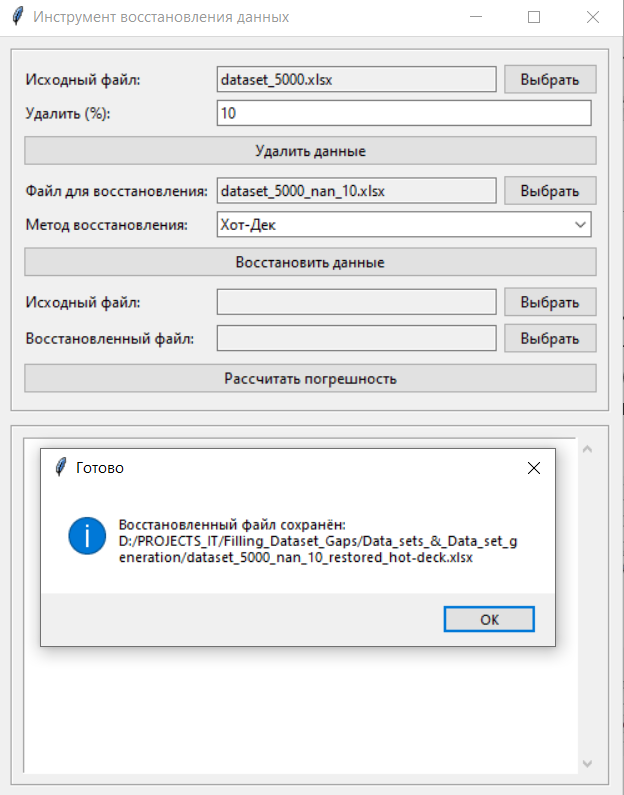 Инструмент восстановления данных
Исходный файл: dataset_5000.xlsx Выбрать
Удалить (%): 10
Удалить данные
Файл для восстановления: dataset_5000_nan_10.xlsx Выбрать
Метод восстановления: Хот-Дек
Восстановить данные
Исходный файл: Выбрать
Восстановленный файл: Выбрать
Рассчитать погрешность
Готово
Восстановленный файл сохранён:
D:/PROJECTS_IT/Filling_Dataset_Gaps/Data_sets_&_Data_set_g
eneration/dataset_5000_nan_10_restored_hot-deck.xlsx
OK